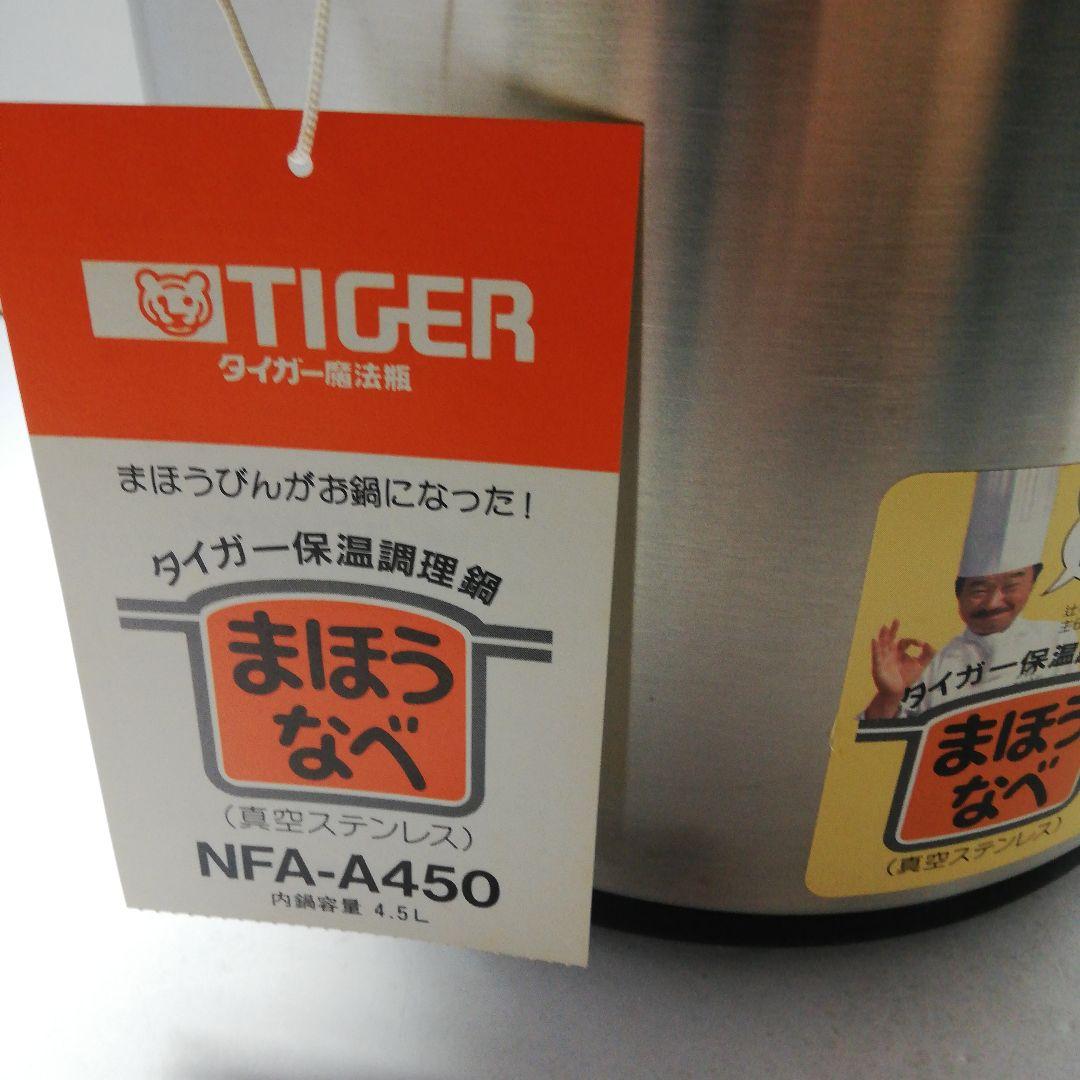 TIGER
タイガー魔法瓶
まほうびんがお鍋になった!
タイガー保温調理鍋
まほう
なべ
(真空ステンレス)
NFA-A450
内鍋容量 4.5L
辻
タイガー保温
まほう
なべ
(真空ステンレス)